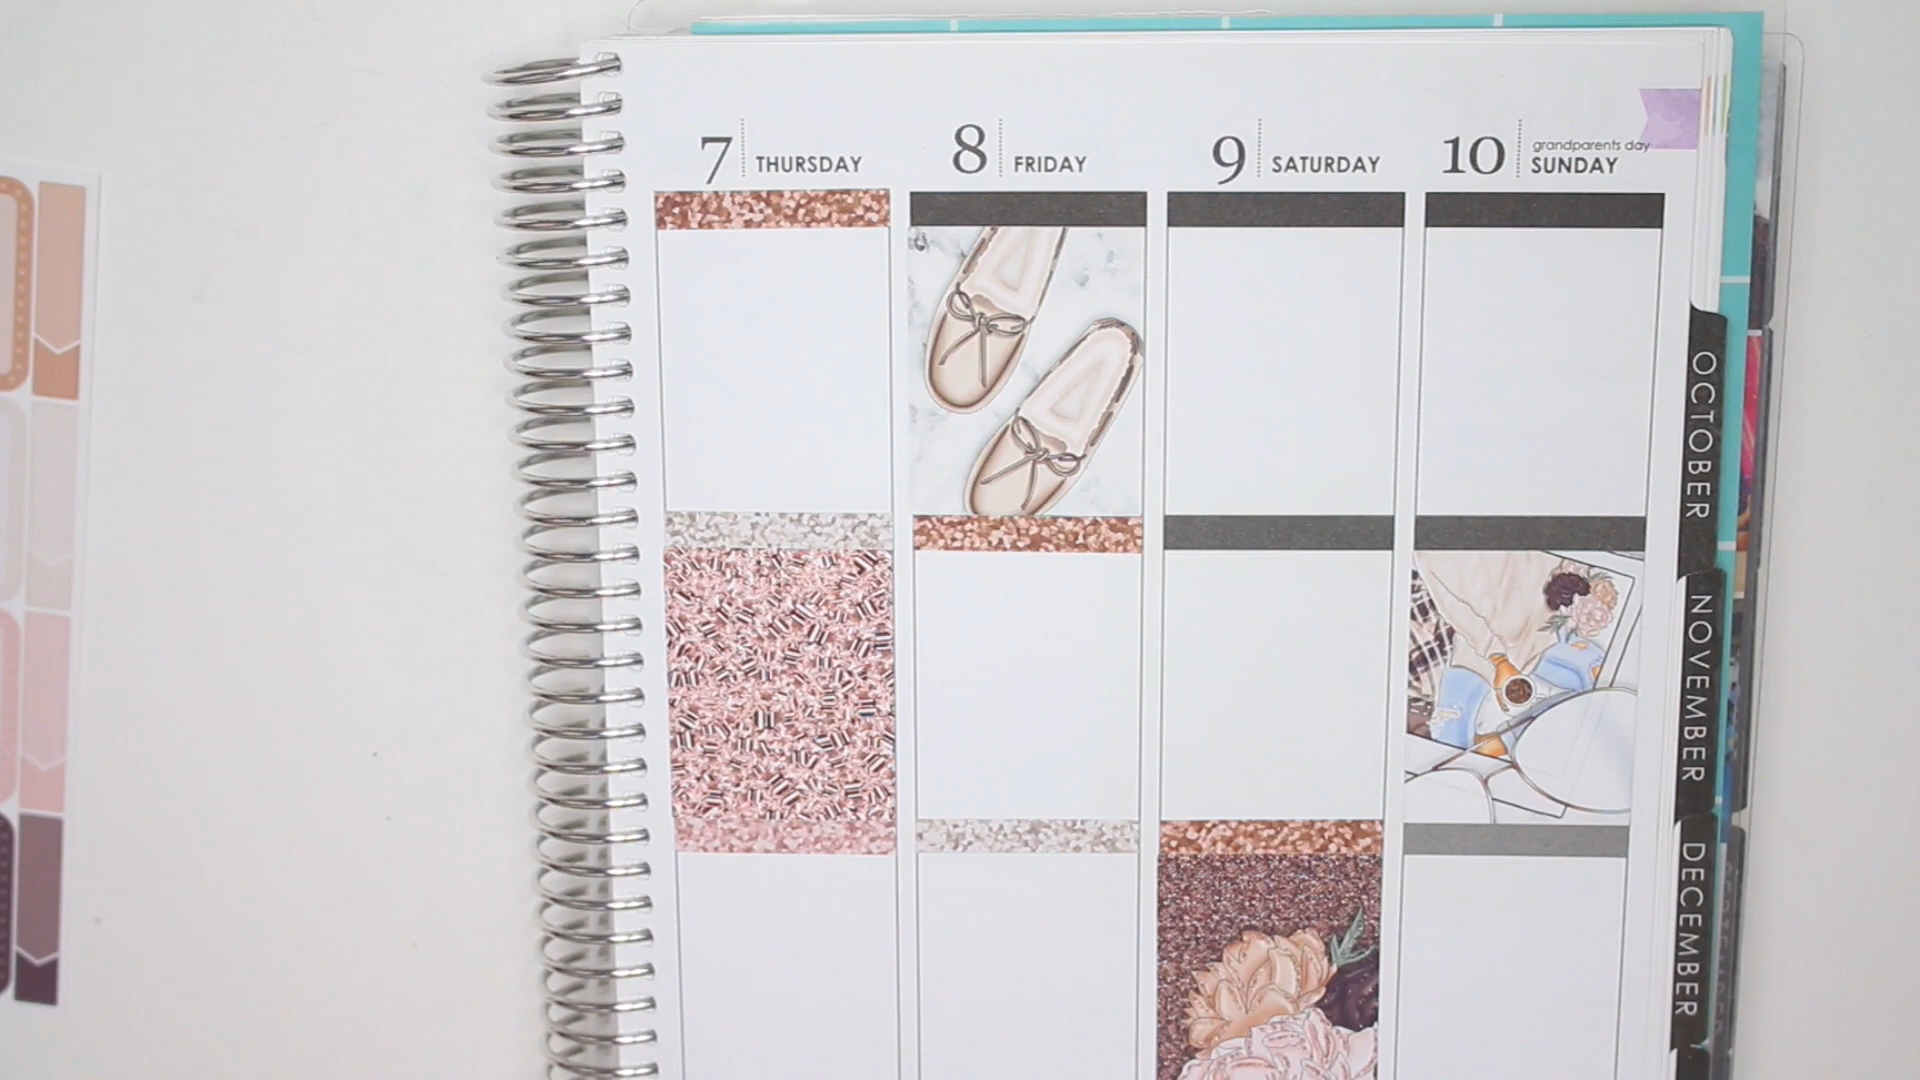 7 THURSDAY
8 FRIDAY
9 SATURDAY
10 grandparents day
SUNDAY
OCTOBER
NOVEMBER
DECEMBER